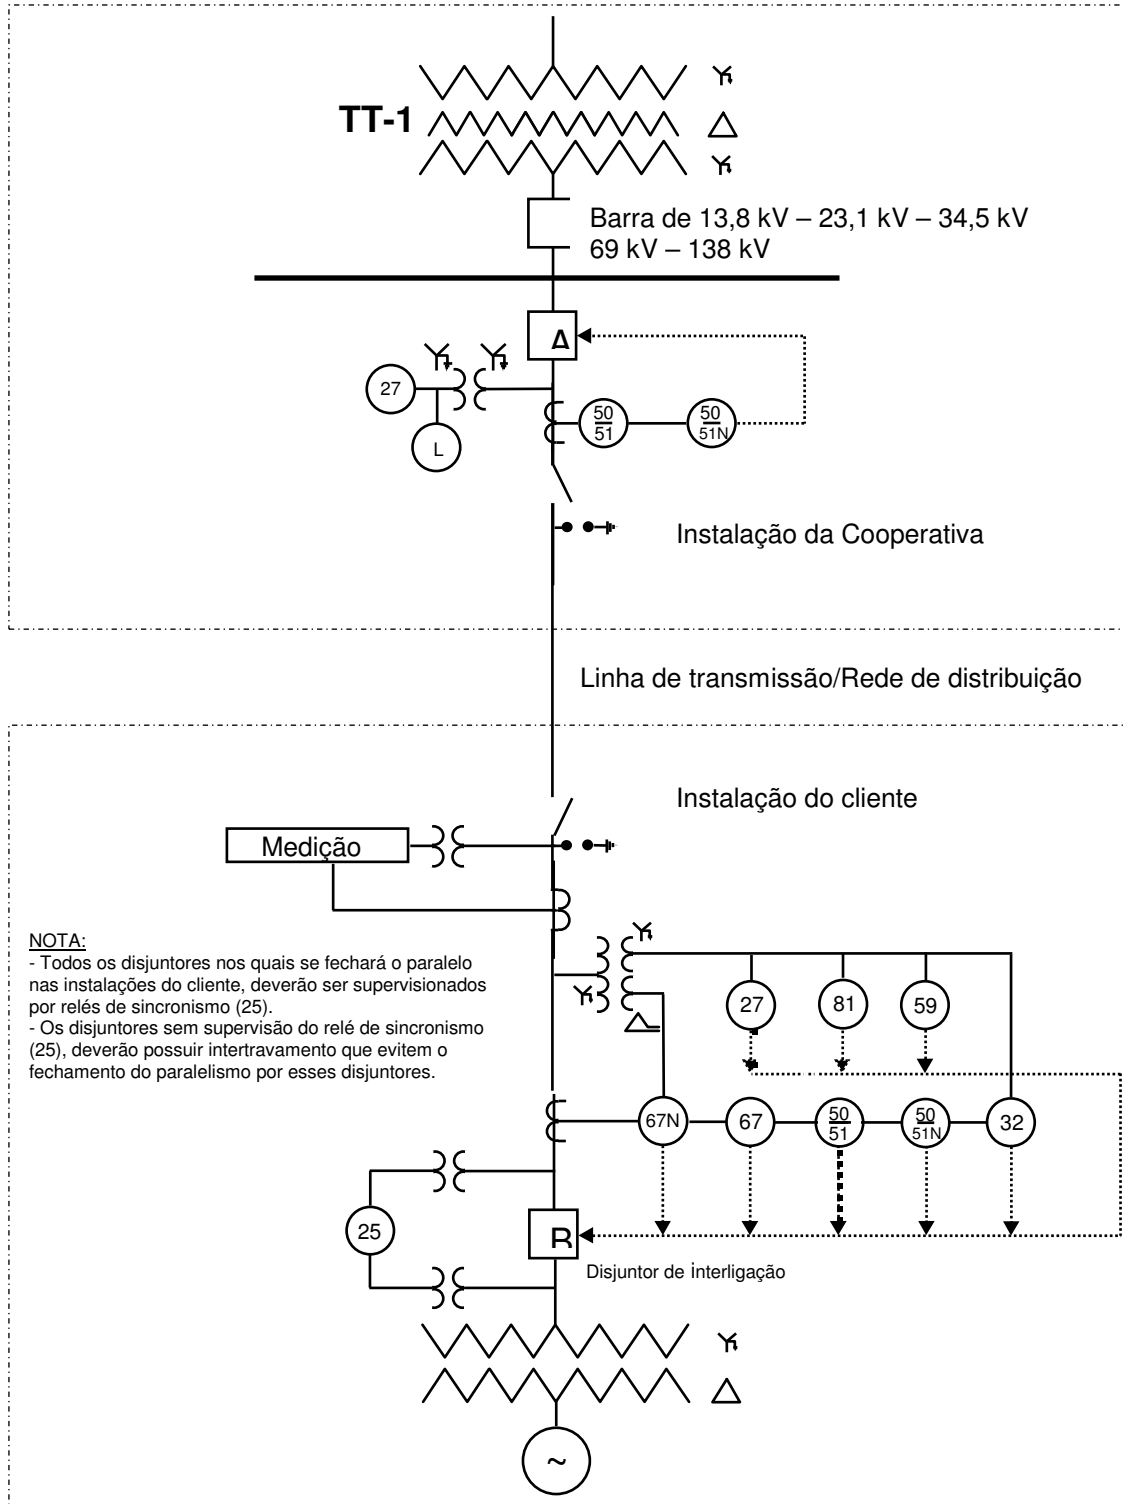 TT-1
Barra de 13,8 kV – 23,1 kV – 34,5 kV
69 kV – 138 kV
A
27
50
51
50
51N
L
Instalação da Cooperativa
Linha de transmissão/Rede de distribuição
Instalação do cliente
Medição
NOTA:
- Todos os disjuntores nos quais se fechará o paralelo
nas instalações do cliente, deverão ser supervisionados
por relés de sincronismo (25).
- Os disjuntores sem supervisão do relé de sincronismo
(25), deverão possuir intertravamento que evitem o
fechamento do paralelismo por esses disjuntores.
27
81
59
67N
67
50
51
50
51N
32
25
B
Disjuntor de interligação
~